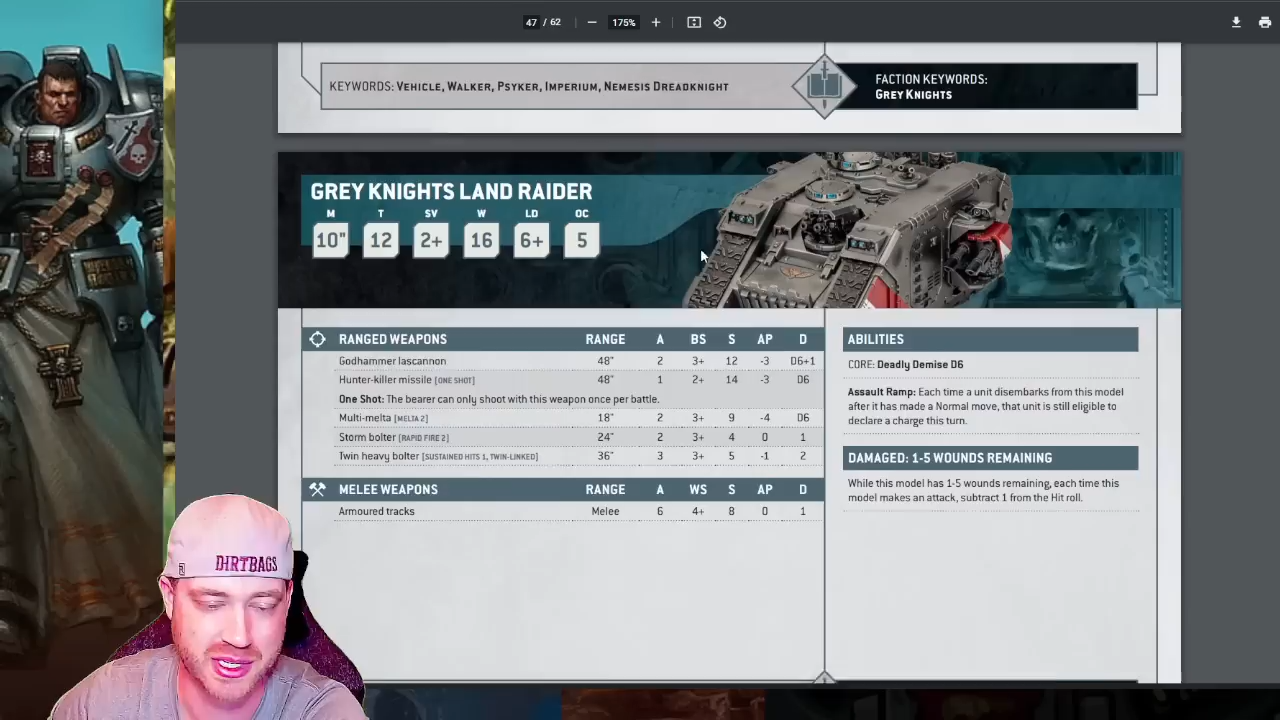 47 / 62
175%
KEYWORDS: VEHICLE, WALKER, PSYKER, IMPERIUM, NEMESIS DREADKNIGHT
FACTION KEYWORDS:
GREY KNIGHTS
GREY KNIGHTS LAND RAIDER
M T SV W LD OC
10" 12 2+ 16 6+ 5
RANGED WEAPONS RANGE A BS S AP D
Godhammer lascannon 48" 2 3+ 12 -3 D6+1
Hunter-killer missile [ONE SHOT] 48" 1 2+ 14 -3 D6
One Shot: The bearer can only shoot with this weapon once per battle.
Multi-melta [MELTA 2] 18" 2 3+ 9 -4 D6
Storm bolter [RAPID FIRE 2] 24" 2 3+ 4 0 1
Twin heavy bolter [SUSTAINED HITS 1, TWIN-LINKED] 36" 3 3+ 5 -1 2
MELEE WEAPONS RANGE A WS S AP D
Armoured tracks Melee 6 4+ 8 0 1
ABILITIES
CORE: Deadly Demise D6
Assault Ramp: Each time a unit disembarks from this model
after it has made a Normal move, that unit is still eligible to
declare a charge this turn.
DAMAGED: 1-5 WOUNDS REMAINING
While this model has 1-5 wounds remaining, each time this
model makes an attack, subtract 1 from the Hit roll.
DIRTBAGS